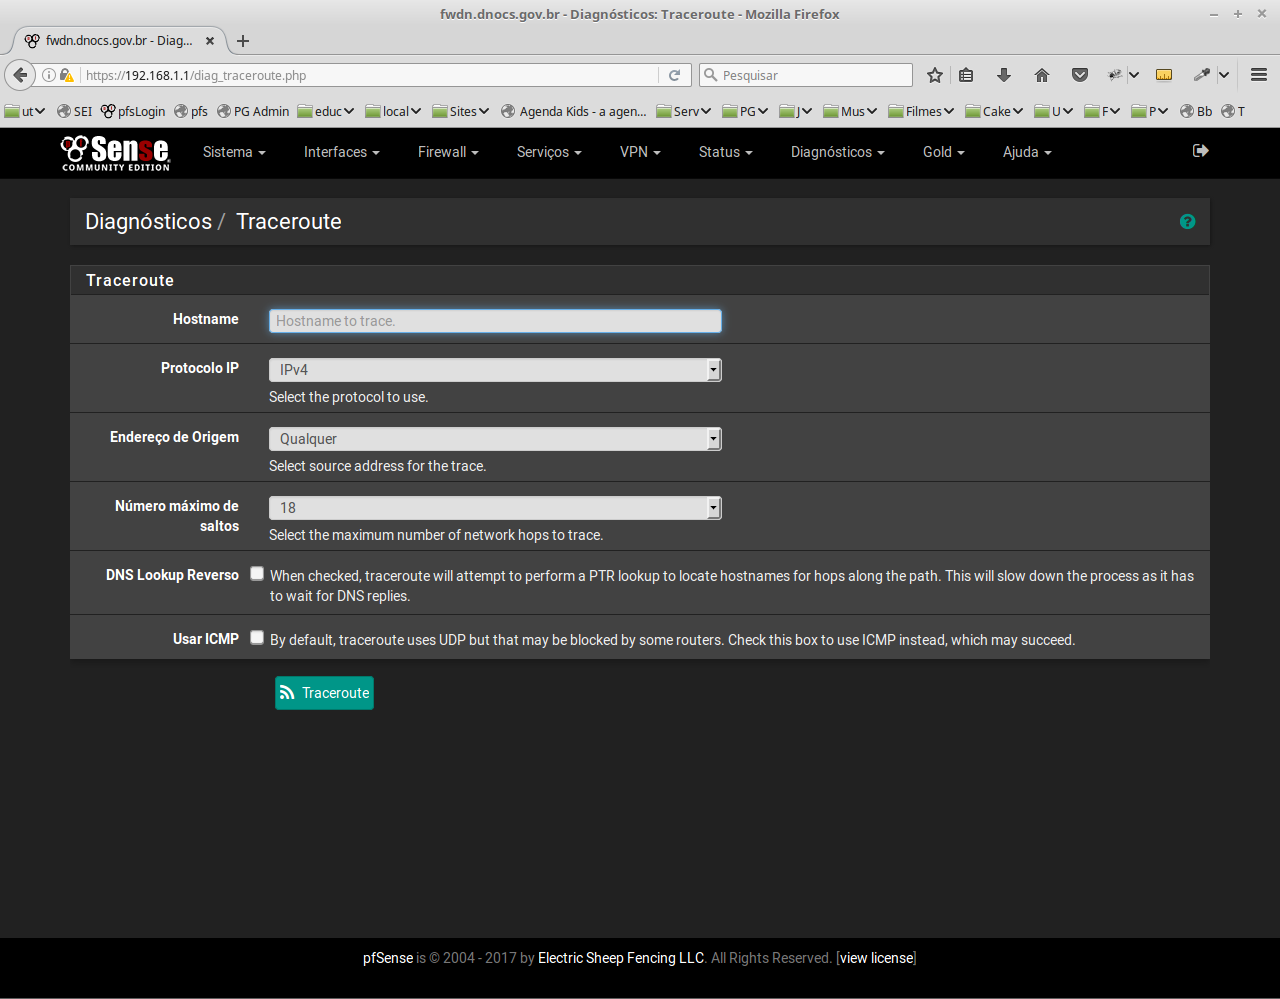 fwdn.dnocs.gov.br - Diagnósticos: Traceroute - Mozilla Firefox
fwdn.dnocs.gov.br - Diag...
https://192.168.1.1/diag_traceroute.php
Pesquisar
ut SEI pfsLogin pfs PG Admin educ local Sites Agenda Kids - a agen... Serv PG J Mus Filmes Cake U F P Bb T
Sense
COMMUNITY EDITION
Sistema Interfaces Firewall Serviços VPN Status Diagnósticos Gold Ajuda
Diagnósticos / Traceroute
Traceroute
Hostname
Hostname to trace.
Protocolo IP
IPv4
Select the protocol to use.
Endereço de Origem
Qualquer
Select source address for the trace.
Número máximo de
saltos
18
Select the maximum number of network hops to trace.
DNS Lookup Reverso
When checked, traceroute will attempt to perform a PTR lookup to locate hostnames for hops along the path. This will slow down the process as it has
to wait for DNS replies.
Usar ICMP
By default, traceroute uses UDP but that may be blocked by some routers. Check this box to use ICMP instead, which may succeed.
Traceroute
pfSense is © 2004 - 2017 by Electric Sheep Fencing LLC. All Rights Reserved. [view license]